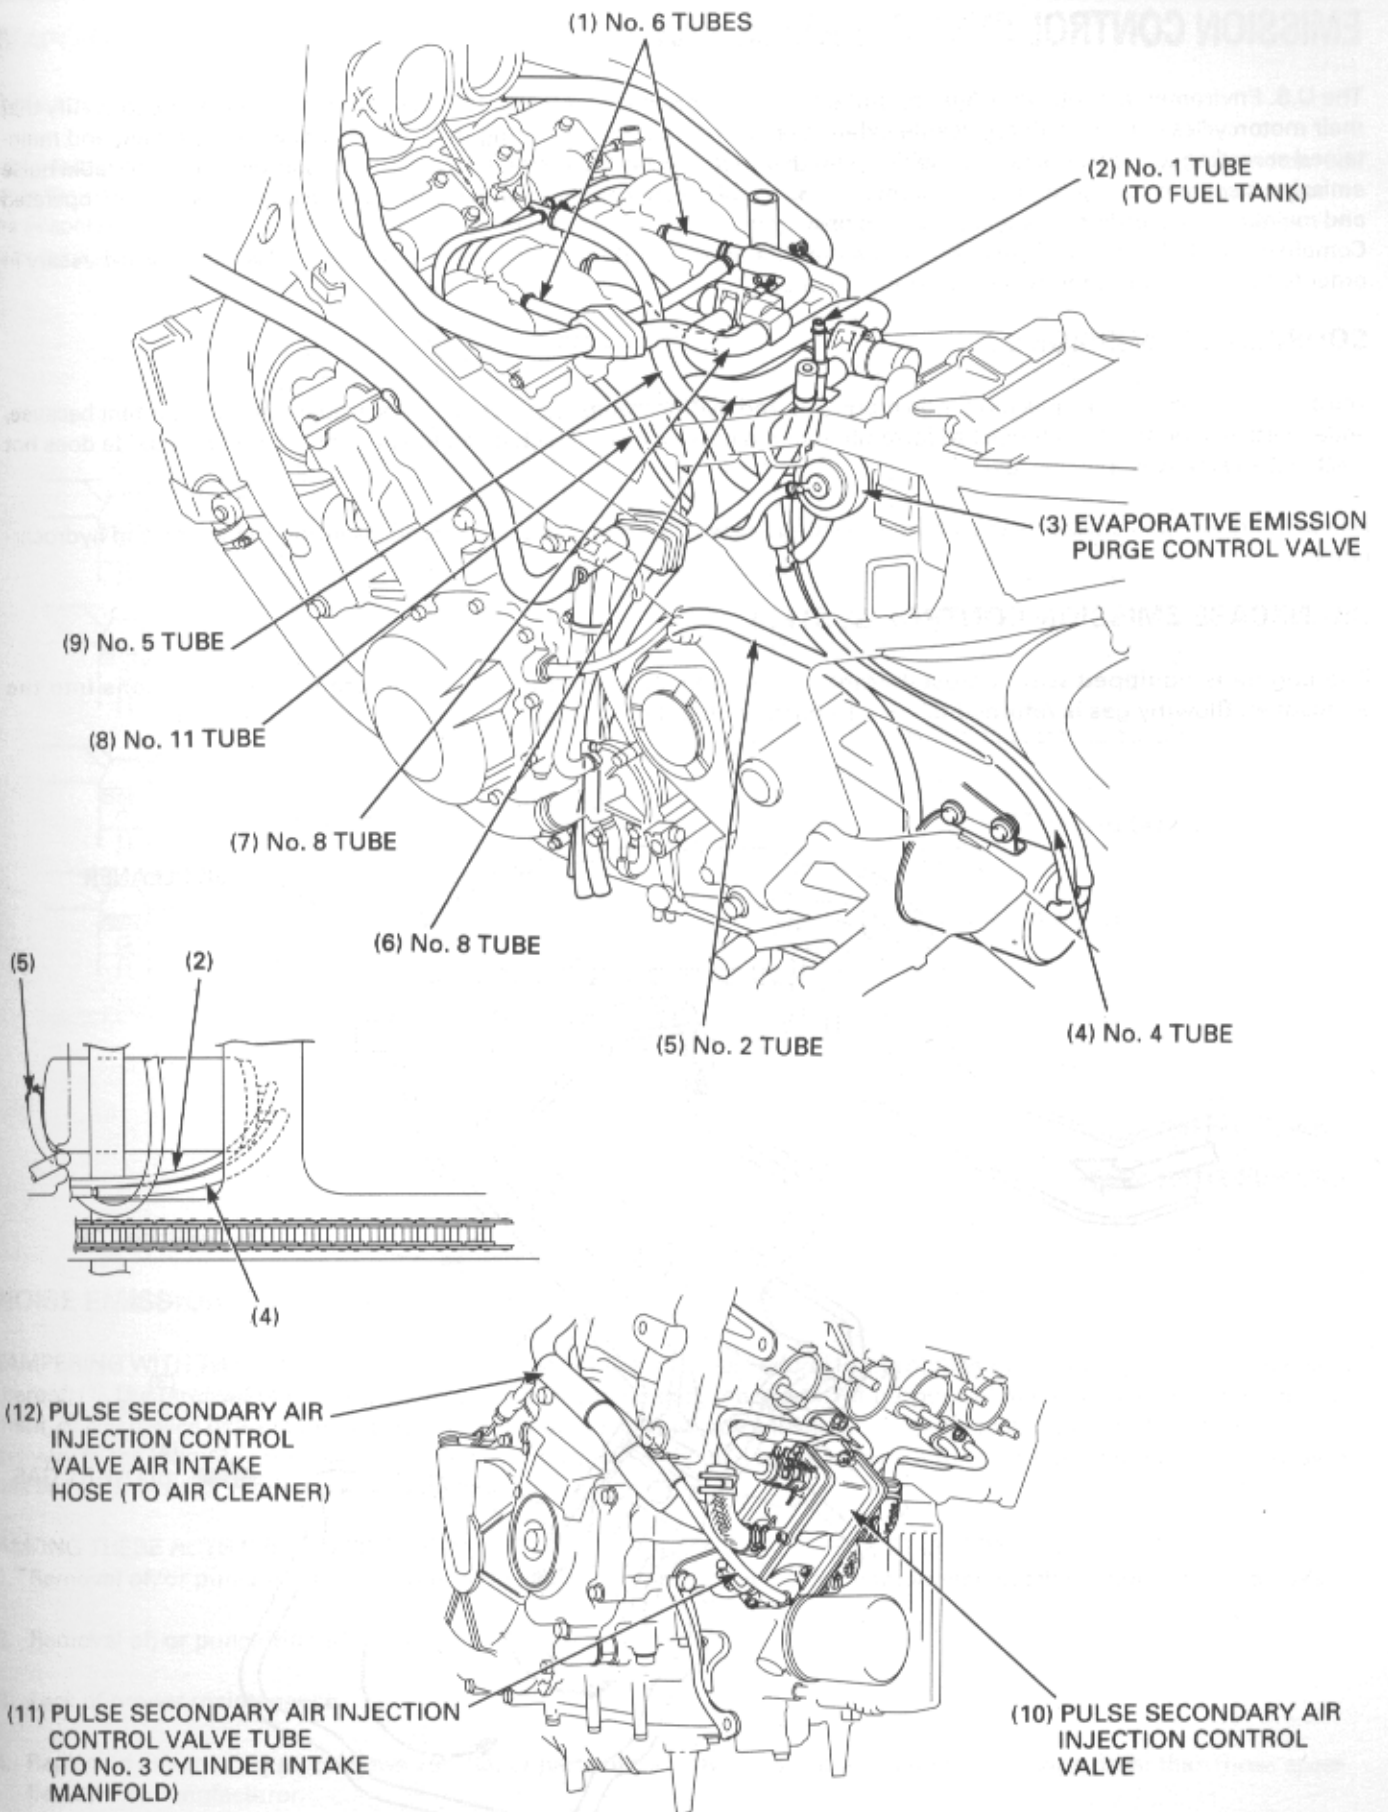 (1) No. 6 TUBES
(2) No. 1 TUBE
(TO FUEL TANK)
(3) EVAPORATIVE EMISSION
PURGE CONTROL VALVE
(9) No. 5 TUBE
(8) No. 11 TUBE
(7) No. 8 TUBE
(6) No. 8 TUBE
(5) No. 2 TUBE
(4) No. 4 TUBE
(5)
(2)
(4)
(12) PULSE SECONDARY AIR
INJECTION CONTROL
VALVE AIR INTAKE
HOSE (TO AIR CLEANER)
(11) PULSE SECONDARY AIR INJECTION
CONTROL VALVE TUBE
(TO No. 3 CYLINDER INTAKE
MANIFOLD)
(10) PULSE SECONDARY AIR
INJECTION CONTROL
VALVE